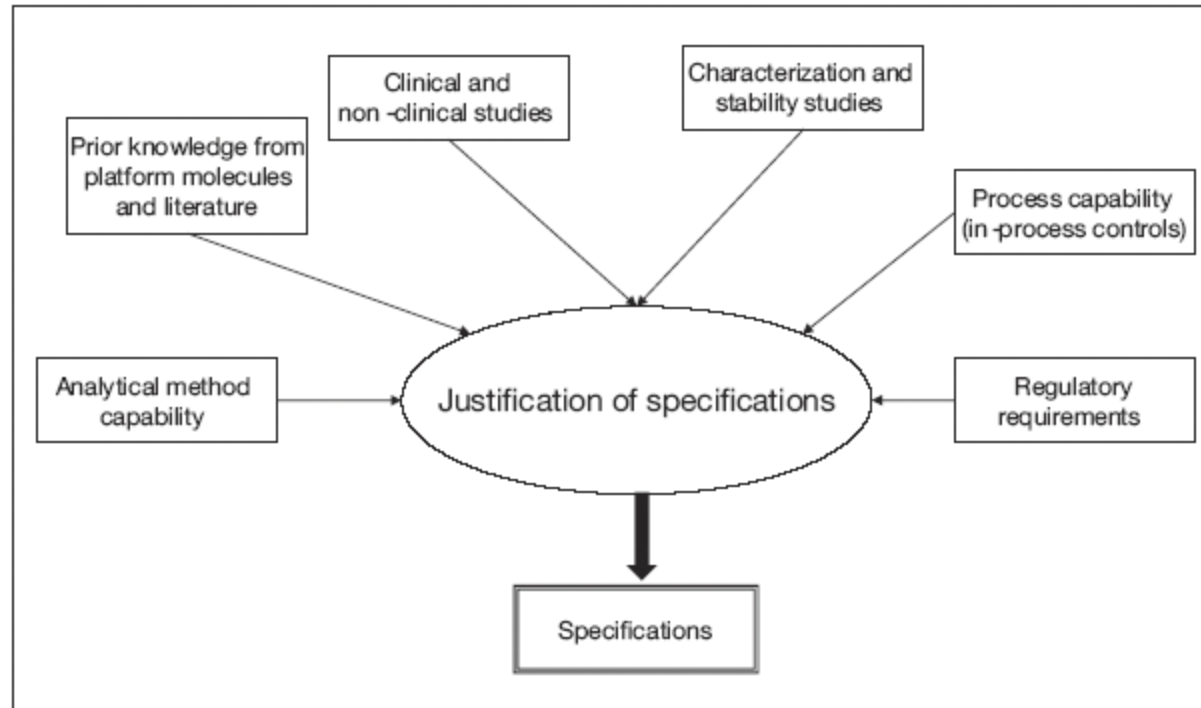 Clinical and
non -clinical studies
Characterization and
stability studies
Prior knowledge from
platform molecules
and literature
Process capability
(in -process controls)
Analytical method
capability
Justification of specifications
Regulatory
requirements
Specifications